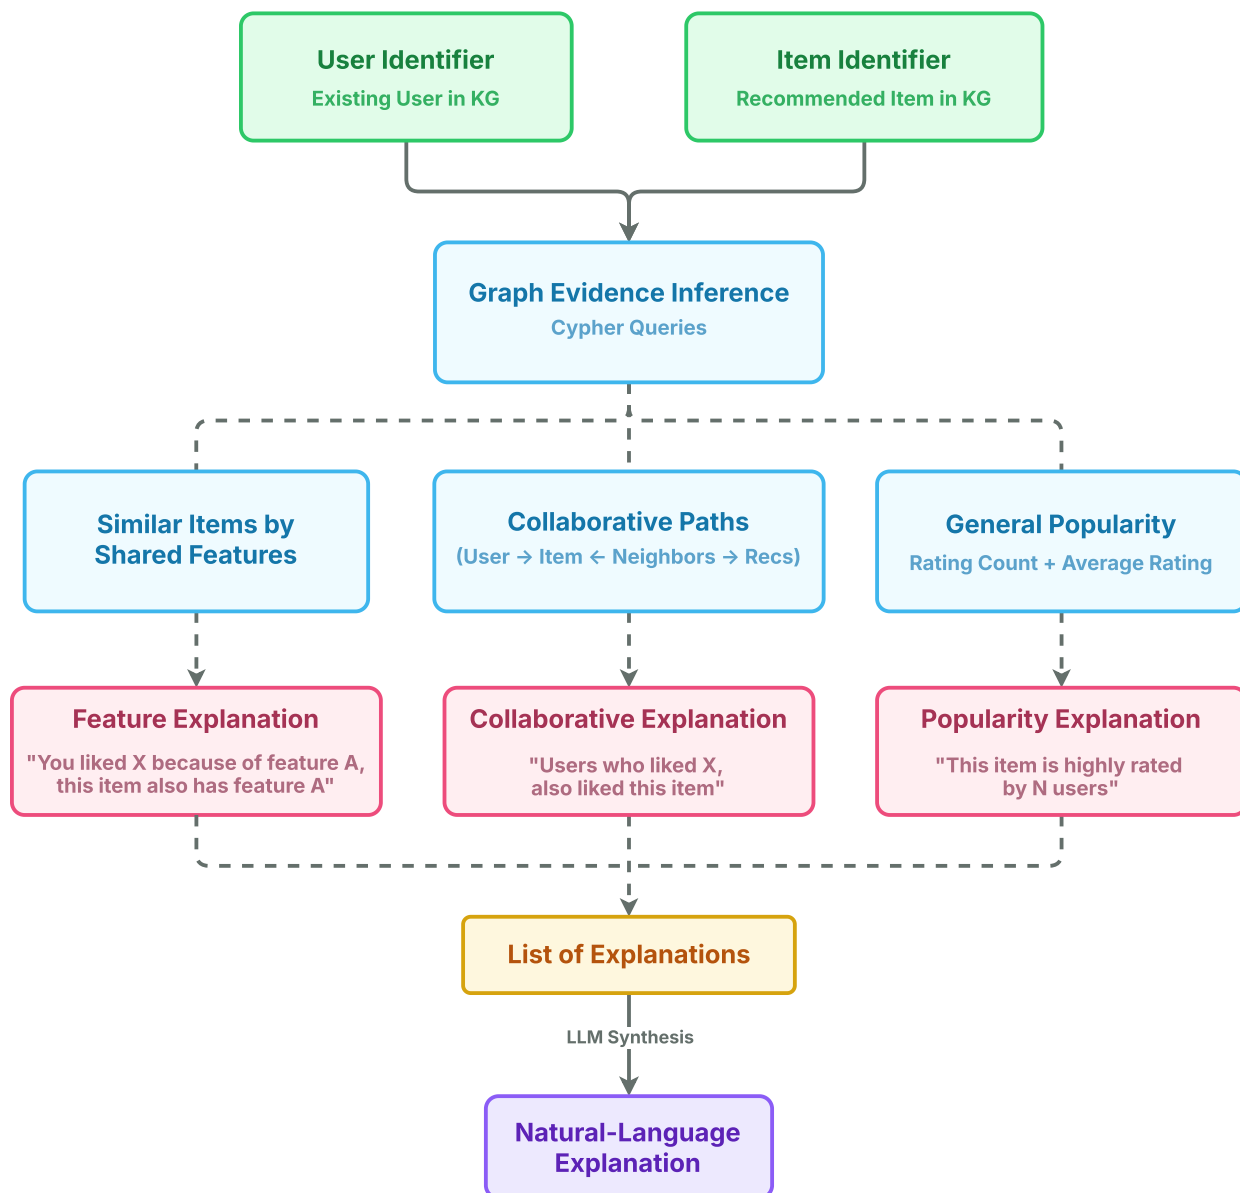 User Identifier
Existing User in KG
Item Identifier
Recommended Item in KG
Graph Evidence Inference
Cypher Queries
Similar Items by
Shared Features
Collaborative Paths
(User → Item ← Neighbors → Recs)
General Popularity
Rating Count + Average Rating
Feature Explanation
"You liked X because of feature A,
this item also has feature A"
Collaborative Explanation
"Users who liked X,
also liked this item"
Popularity Explanation
"This item is highly rated
by N users"
List of Explanations
LLM Synthesis
Natural-Language
Explanation